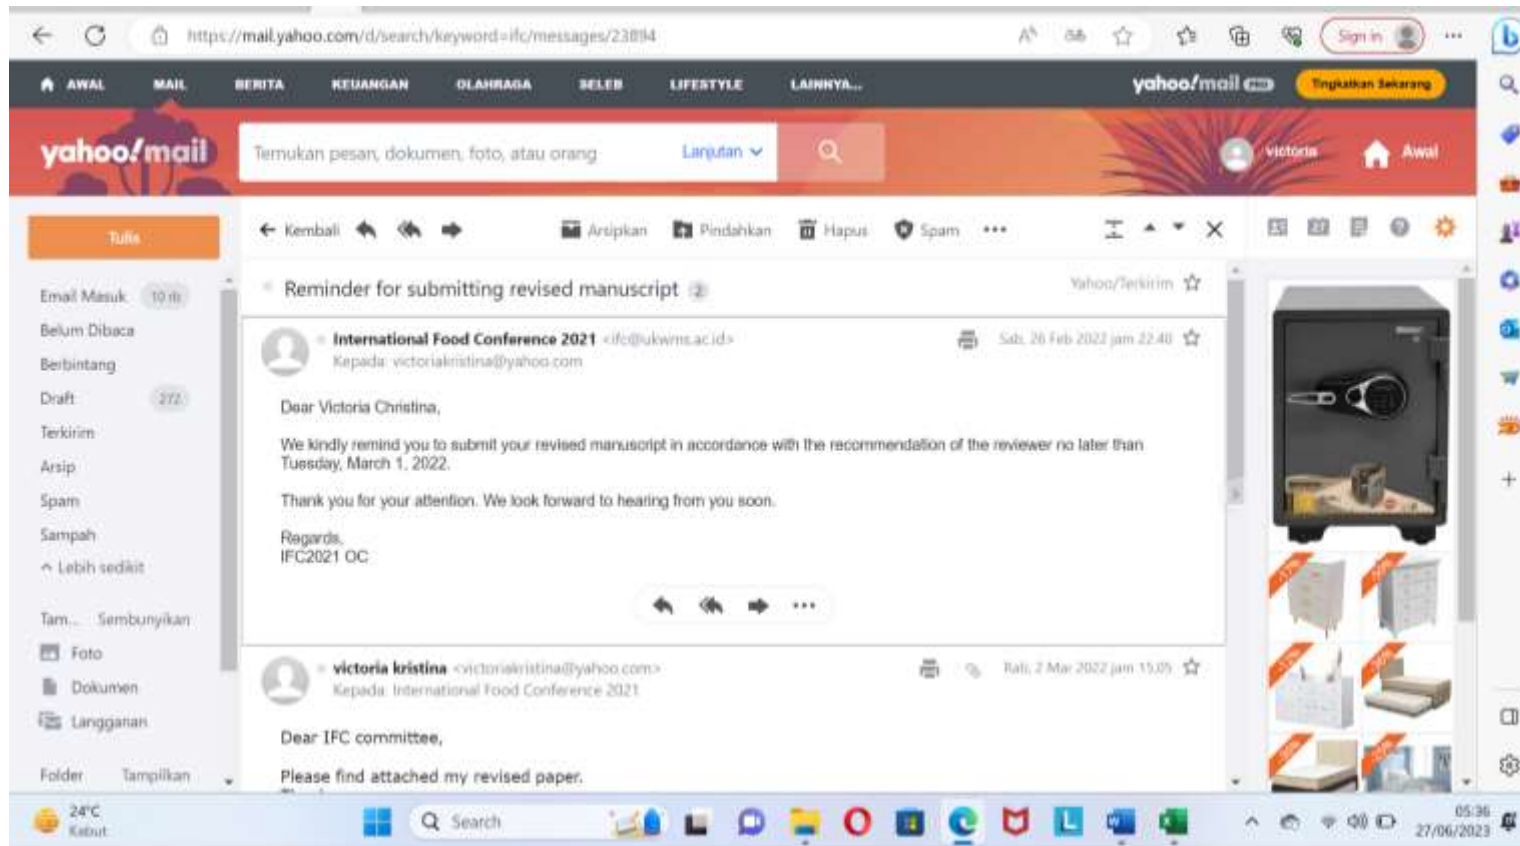 https://mail.yahoo.com/d/search/keyword=ifc/messages/23894
Sign in
AWAL MAIL BERITA KEUANGAN OLAHRAGA SELEB LIFESTYLE LAINNYA...
yahoo!mail
Tingkatkan Sekarang
yahoo!mail
Temukan pesan, dokumen, foto, atau orang
Lanjutan
victoria
Awal
Tulis
Kembali Arsipkan Pindahkan Hapus Spam
Email Masuk
Belum Dibaca
Berbintang
Draft 272
Terkirim
Arsip
Spam
Sampah
Lebih sedikit
Tam... Sembunyikan
Foto
Dokumen
Langganan
Folder Tampilkan
Reminder for submitting revised manuscript 2
Yahoo/Terkirim
International Food Conference 2021 <ifc@ukwms.ac.id>
Sab, 26 Feb 2022 jam 22.40
Kepada: victoriakristina@yahoo.com
Dear Victoria Christina,
We kindly remind you to submit your revised manuscript in accordance with the recommendation of the reviewer no later than
Tuesday, March 1, 2022.
Thank you for your attention. We look forward to hearing from you soon.
Regards,
IFC2021 OC
victoria kristina <victoriakristina@yahoo.com>
Rab, 2 Mar 2022 jam 15.05
Kepada: International Food Conference 2021
Dear IFC committee,
Please find attached my revised paper.
24°C
Kabut
Search
05:36
27/06/2023